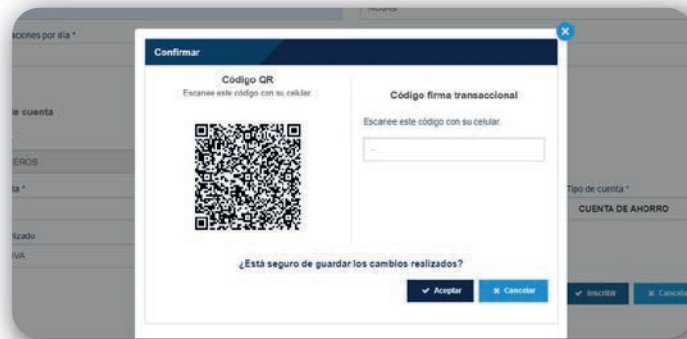 aciones por día *
Confirmar
Código QR
Escanee este código con su celular.
Código firma transaccional
Escanee este código con su celular.
e cuenta
EROS
ta *
Tipo de cuenta *
CUENTA DE AHORRO
lizado
IVA
¿Está seguro de guardar los cambios realizados?
Aceptar
Cancelar
Inscribir
Cancela